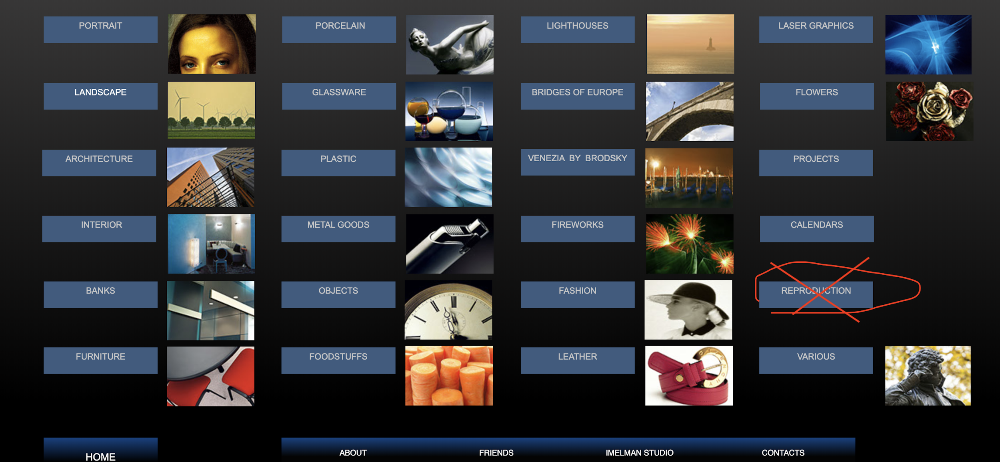 PORTRAIT
PORCELAIN
LIGHTHOUSES
LASER GRAPHICS
LANDSCAPE
GLASSWARE
BRIDGES OF EUROPE
FLOWERS
ARCHITECTURE
PLASTIC
VENEZIA BY BRODSKY
PROJECTS
INTERIOR
METAL GOODS
FIREWORKS
CALENDARS
BANKS
OBJECTS
FASHION
REPRODUCTION
FURNITURE
FOODSTUFFS
LEATHER
VARIOUS
HOME
ABOUT
FRIENDS
IMELMAN STUDIO
CONTACTS